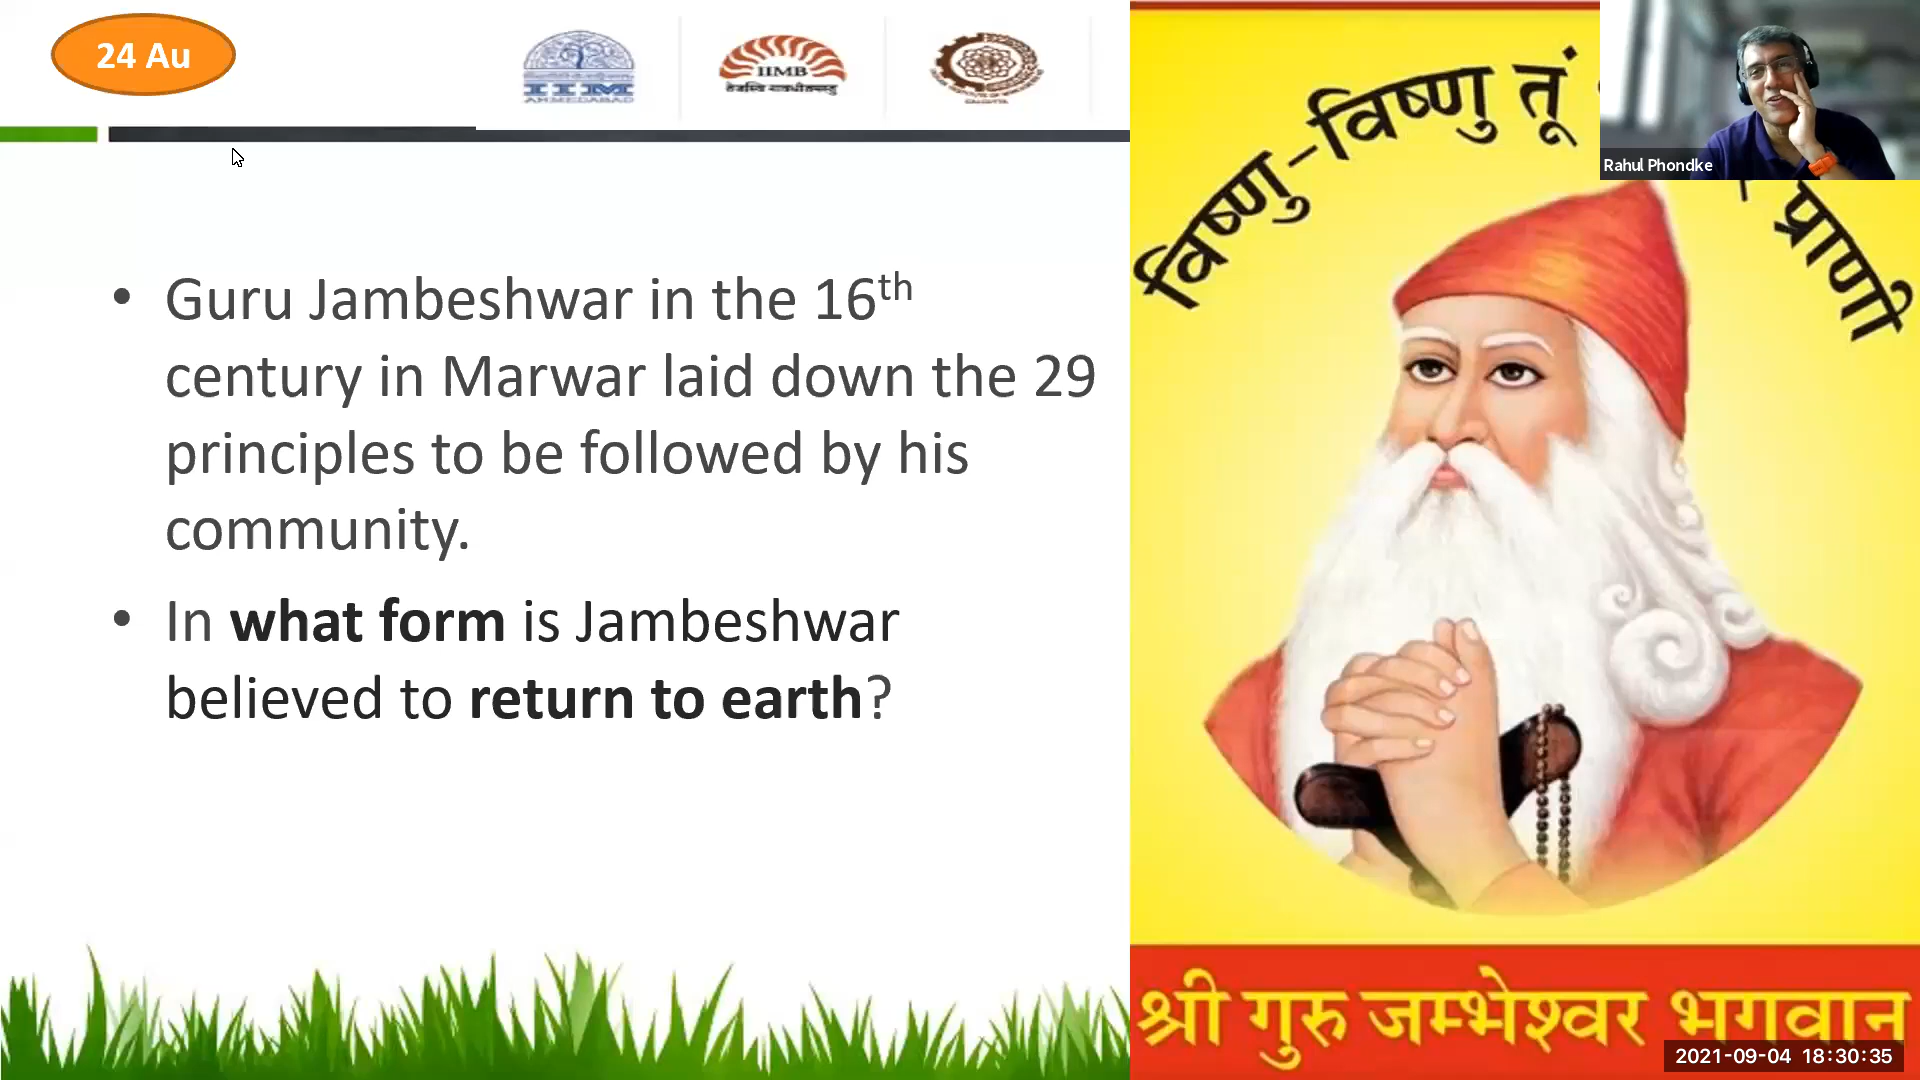 24 Au
IIM
AHMEDABAD
IIMB
Guru Jambeshwar in the 16th
century in Marwar laid down the 29
principles to be followed by his
community.
In what form is Jambeshwar
believed to return to earth?
विष्णु-विष्णु तूं
प्राणी
Rahul Phondke
श्री गुरु जम्भेश्वर भगवान
2021-09-04 18:30:35